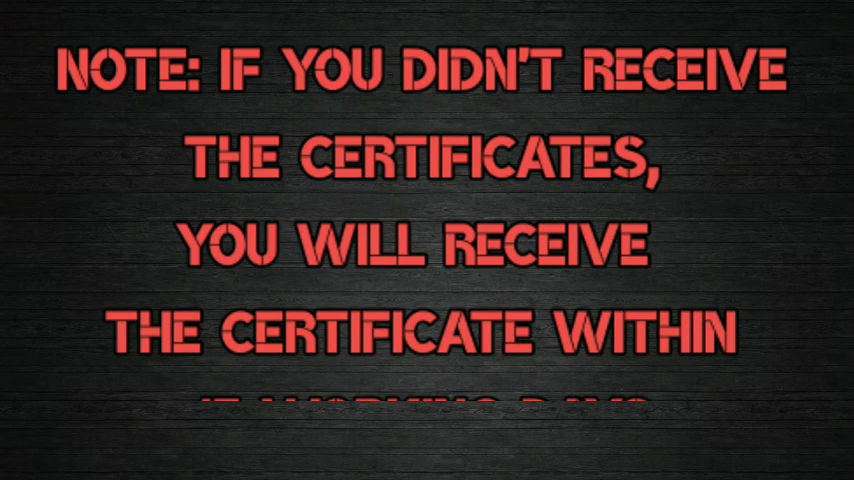 NOTE: IF YOU DIDN'T RECEIVE
THE CERTIFICATES,
YOU WILL RECEIVE
THE CERTIFICATE WITHIN